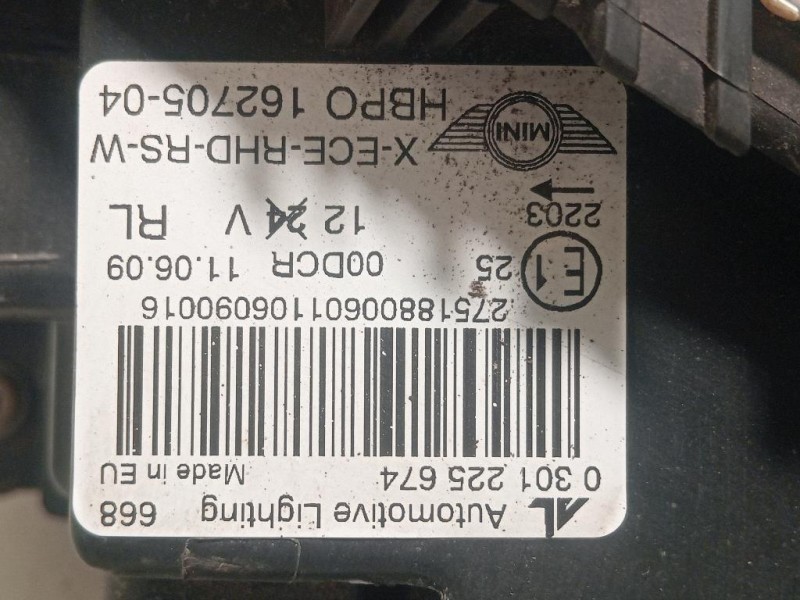 AL Automotive Lighting 668
0 301 225 674 Made in EU
27518800601106090016
E1 25 00DCR 11.06.09
2203 12 24 V RL
X-ECE-RHD-RS-W
MINI
HBPO 162705-04